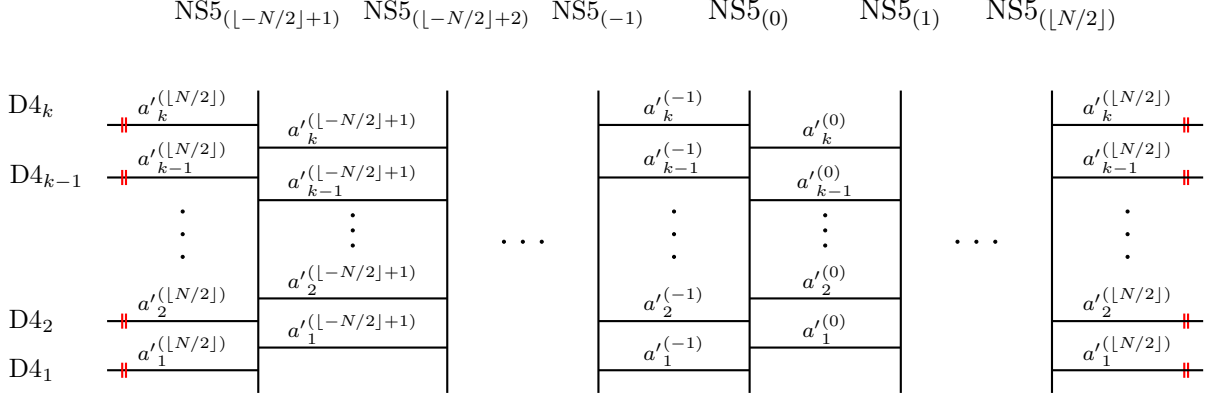 NS5_{(⌊-N/2⌋+1)} NS5_{(⌊-N/2⌋+2)} NS5_{(-1)} NS5_{(0)} NS5_{(1)} NS5_{(⌊N/2⌋)}
D4_k a'_k^{(⌊N/2⌋)} a'_k^{(⌊-N/2⌋+1)} a'_k^{(-1)} a'_k^{(0)} a'_k^{(⌊N/2⌋)}
D4_{k-1} a'_{k-1}^{(⌊N/2⌋)} a'_{k-1}^{(⌊-N/2⌋+1)} a'_{k-1}^{(-1)} a'_{k-1}^{(0)} a'_{k-1}^{(⌊N/2⌋)}
⋮ ⋮ ··· ⋮ ⋮ ··· ⋮
D4_2 a'_2^{(⌊N/2⌋)} a'_2^{(⌊-N/2⌋+1)} a'_2^{(-1)} a'_2^{(0)} a'_2^{(⌊N/2⌋)}
D4_1 a'_1^{(⌊N/2⌋)} a'_1^{(⌊-N/2⌋+1)} a'_1^{(-1)} a'_1^{(0)} a'_1^{(⌊N/2⌋)}